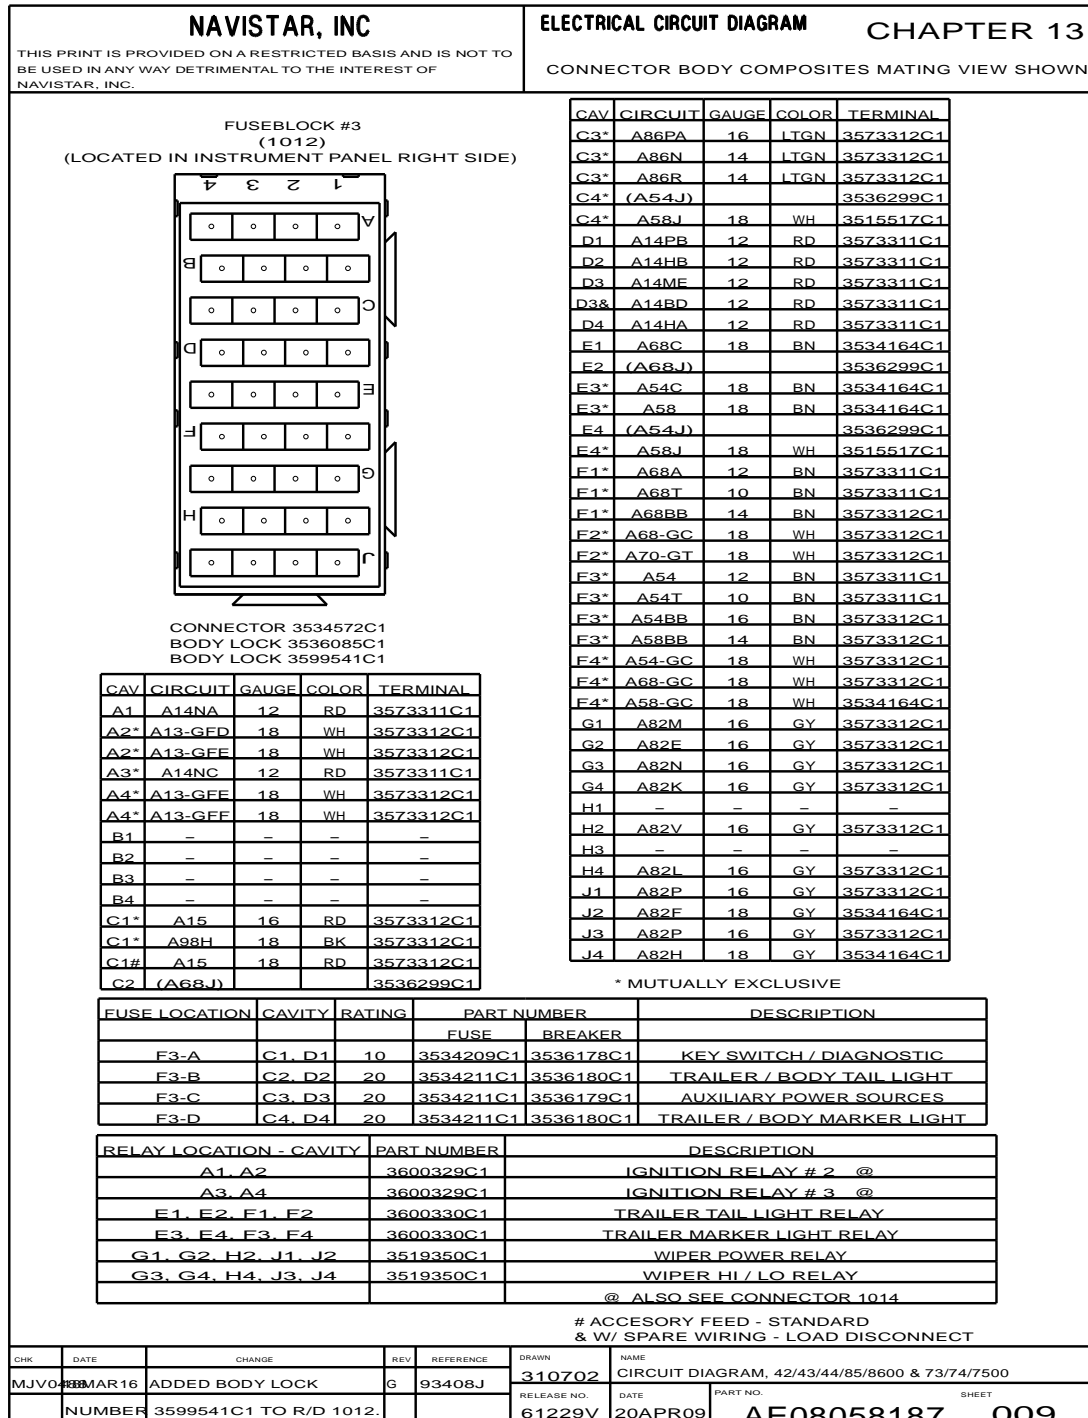 NAVISTAR, INC
THIS PRINT IS PROVIDED ON A RESTRICTED BASIS AND IS NOT TO
BE USED IN ANY WAY DETRIMENTAL TO THE INTEREST OF
NAVISTAR, INC.
ELECTRICAL CIRCUIT DIAGRAM CHAPTER 13
CONNECTOR BODY COMPOSITES MATING VIEW SHOWN
FUSEBLOCK #3
(1012)
(LOCATED IN INSTRUMENT PANEL RIGHT SIDE)
4 3 2 1
A
B
C
D
E
F
G
H
J
CONNECTOR 3534572C1
BODY LOCK 3536085C1
BODY LOCK 3599541C1
CAV CIRCUIT GAUGE COLOR TERMINAL
A1 A14NA 12 RD 3573311C1
A2* A13-GFD 18 WH 3573312C1
A2* A13-GFE 18 WH 3573312C1
A3* A14NC 12 RD 3573311C1
A4* A13-GFE 18 WH 3573312C1
A4* A13-GFF 18 WH 3573312C1
B1 – – – –
B2 – – – –
B3 – – – –
B4 – – – –
C1* A15 16 RD 3573312C1
C1* A98H 18 BK 3573312C1
C1# A15 18 RD 3573312C1
C2 (A68J) 3536299C1
CAV CIRCUIT GAUGE COLOR TERMINAL
C3* A86PA 16 LTGN 3573312C1
C3* A86N 14 LTGN 3573312C1
C3* A86R 14 LTGN 3573312C1
C4* (A54J) 3536299C1
C4* A58J 18 WH 3515517C1
D1 A14PB 12 RD 3573311C1
D2 A14HB 12 RD 3573311C1
D3 A14ME 12 RD 3573311C1
D3& A14BD 12 RD 3573311C1
D4 A14HA 12 RD 3573311C1
E1 A68C 18 BN 3534164C1
E2 (A68J) 3536299C1
E3* A54C 18 BN 3534164C1
E3* A58 18 BN 3534164C1
E4 (A54J) 3536299C1
E4* A58J 18 WH 3515517C1
F1* A68A 12 BN 3573311C1
F1* A68T 10 BN 3573311C1
F1* A68BB 14 BN 3573312C1
F2* A68-GC 18 WH 3573312C1
F2* A70-GT 18 WH 3573312C1
F3* A54 12 BN 3573311C1
F3* A54T 10 BN 3573311C1
F3* A54BB 16 BN 3573312C1
F3* A58BB 14 BN 3573312C1
F4* A54-GC 18 WH 3573312C1
F4* A68-GC 18 WH 3573312C1
F4* A58-GC 18 WH 3534164C1
G1 A82M 16 GY 3573312C1
G2 A82E 16 GY 3573312C1
G3 A82N 16 GY 3573312C1
G4 A82K 16 GY 3573312C1
H1 – – – –
H2 A82V 16 GY 3573312C1
H3 – – – –
H4 A82L 16 GY 3573312C1
J1 A82P 16 GY 3573312C1
J2 A82F 18 GY 3534164C1
J3 A82P 16 GY 3573312C1
J4 A82H 18 GY 3534164C1
* MUTUALLY EXCLUSIVE
FUSE LOCATION CAVITY RATING PART NUMBER DESCRIPTION
FUSE BREAKER
F3-A C1, D1 10 3534209C1 3536178C1 KEY SWITCH / DIAGNOSTIC
F3-B C2, D2 20 3534211C1 3536180C1 TRAILER / BODY TAIL LIGHT
F3-C C3, D3 20 3534211C1 3536179C1 AUXILIARY POWER SOURCES
F3-D C4, D4 20 3534211C1 3536180C1 TRAILER / BODY MARKER LIGHT
RELAY LOCATION - CAVITY PART NUMBER DESCRIPTION
A1, A2 3600329C1 IGNITION RELAY # 2 @
A3, A4 3600329C1 IGNITION RELAY # 3 @
E1, E2, F1, F2 3600330C1 TRAILER TAIL LIGHT RELAY
E3, E4, F3, F4 3600330C1 TRAILER MARKER LIGHT RELAY
G1, G2, H2, J1, J2 3519350C1 WIPER POWER RELAY
G3, G4, H4, J3, J4 3519350C1 WIPER HI / LO RELAY
@ ALSO SEE CONNECTOR 1014
# ACCESORY FEED - STANDARD
& W/ SPARE WIRING - LOAD DISCONNECT
CHK DATE CHANGE REV REFERENCE
MAR16 ADDED BODY LOCK G 93408J
NUMBER 3599541C1 TO R/D 1012.
DRAWN NAME
310702 CIRCUIT DIAGRAM, 42/43/44/85/8600 & 73/74/7500
RELEASE NO. DATE PART NO. SHEET
61229V 20APR09 AE08058187 009